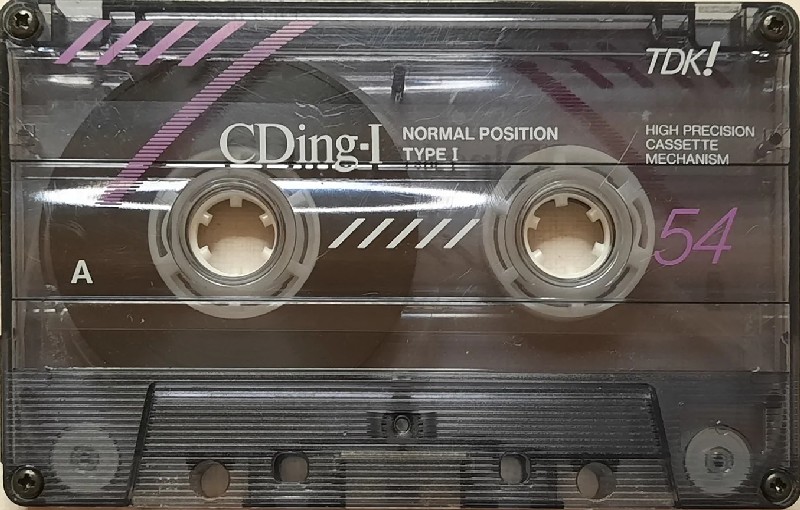 TDK!
CDing-I
NORMAL POSITION
TYPE I
HIGH PRECISION
CASSETTE
MECHANISM
54
A